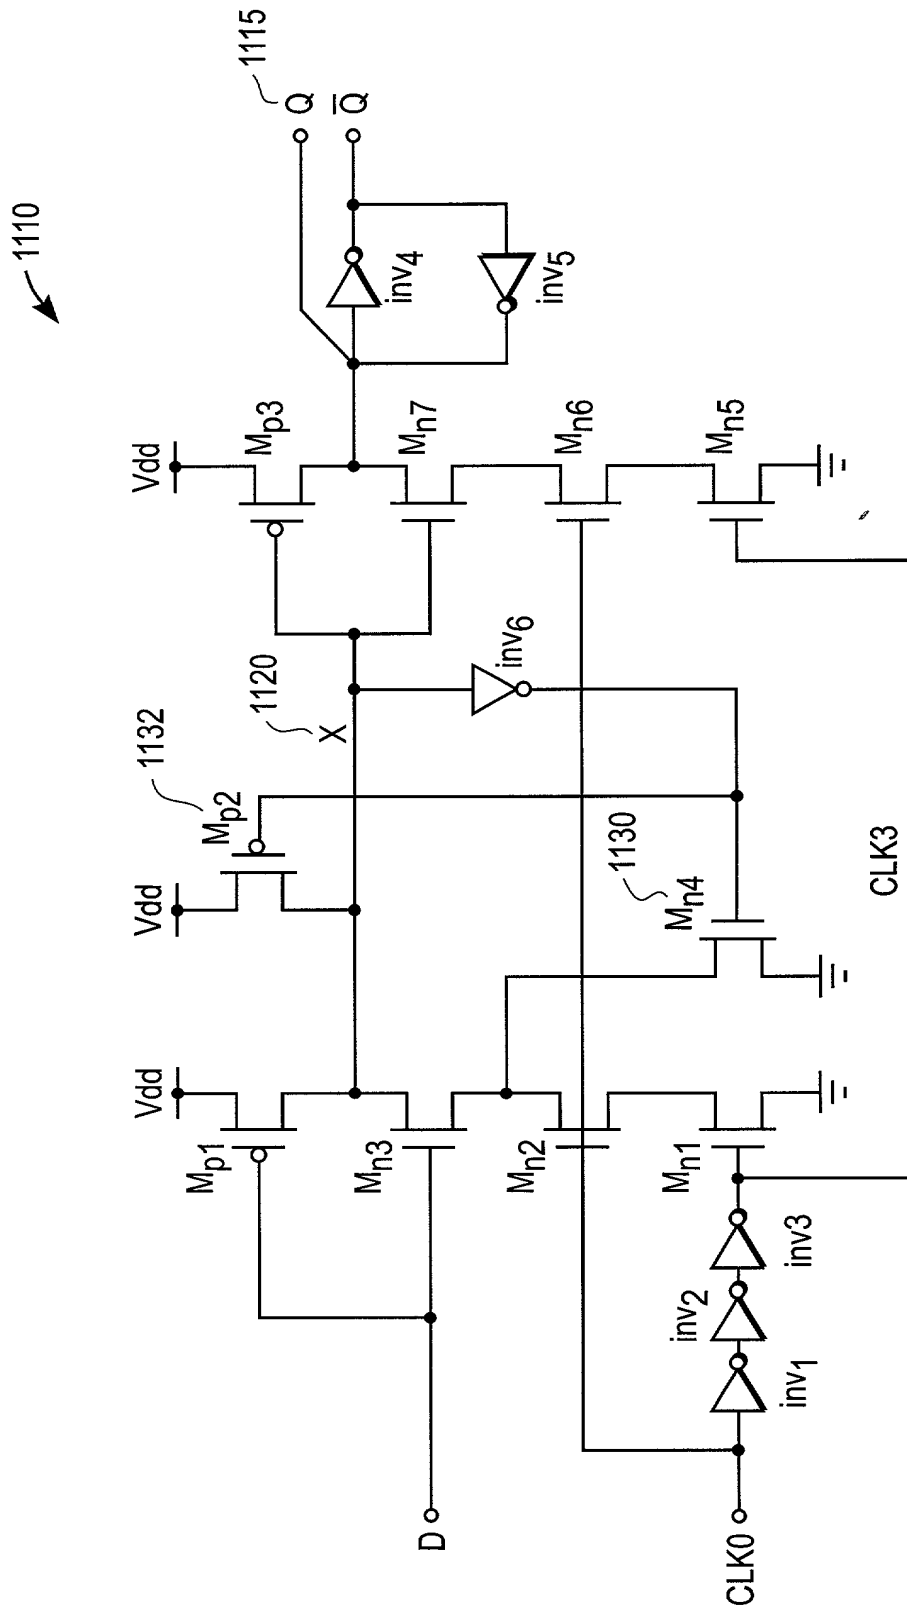 1110
1115
Q
Q̅
inv4
inv5
Vdd
Mp3
Mn7
Mn6
Mn5
1132
Mp2
Vdd
1120
X
inv6
1130
Mn4
CLK3
Vdd
Mp1
Mn3
Mn2
Mn1
inv1
inv2
inv3
D
CLK0